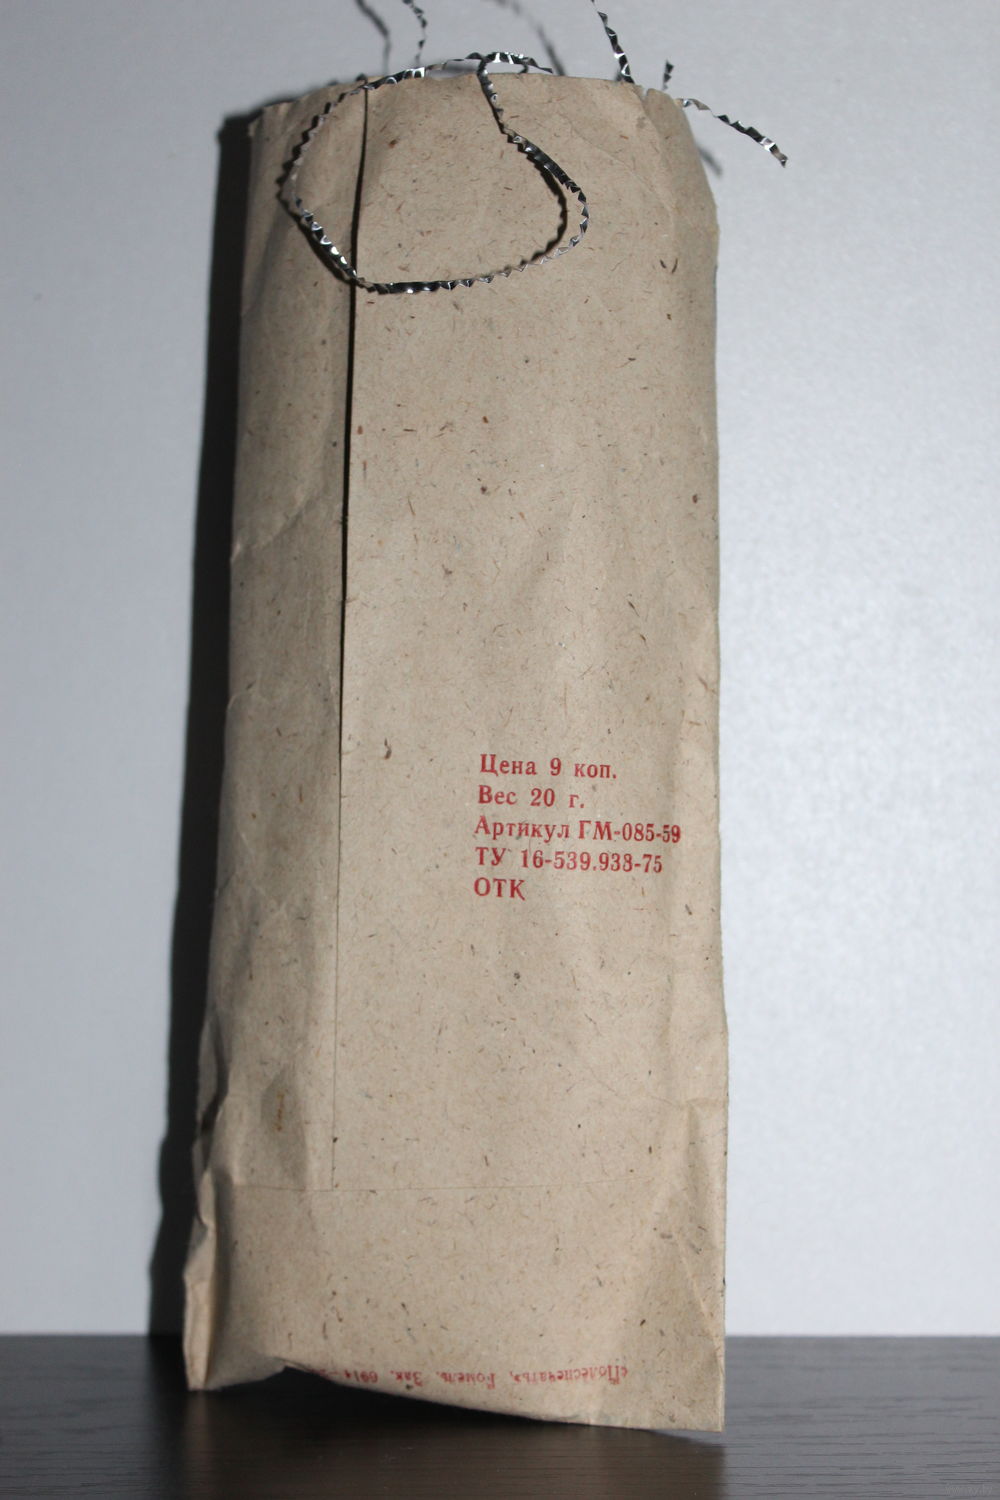 Цена 9 коп.
Вес 20 г.
Артикул ГМ-085-59
ТУ 16-539.938-75
ОТК
«Полеспечать», Гомель. Зак.